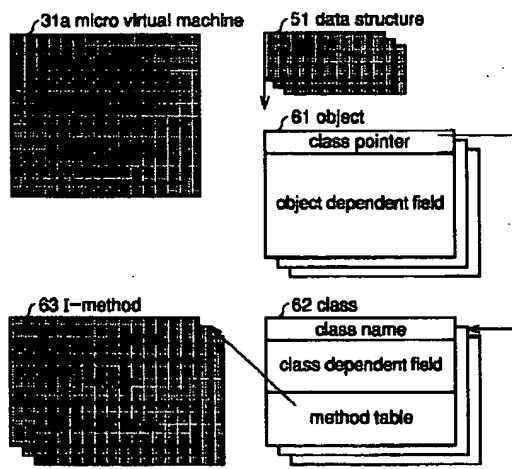 31a micro virtual machine
51 data structure
61 object
class pointer
object dependent field
63 I-method
62 class
class name
class dependent field
method table